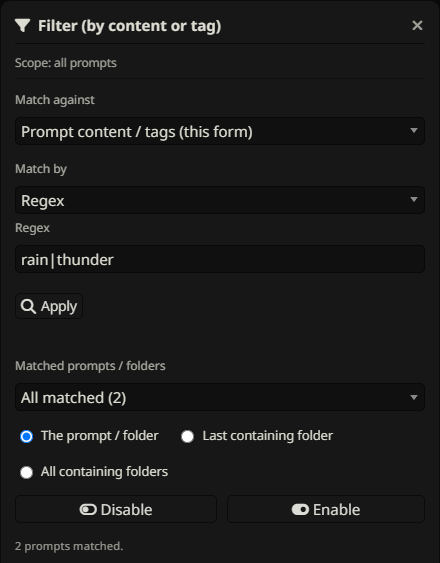 Filter (by content or tag)
Scope: all prompts
Match against
Prompt content / tags (this form)
Match by
Regex
Regex
rain|thunder
Apply
Matched prompts / folders
All matched (2)
The prompt / folder
Last containing folder
All containing folders
Disable
Enable
2 prompts matched.